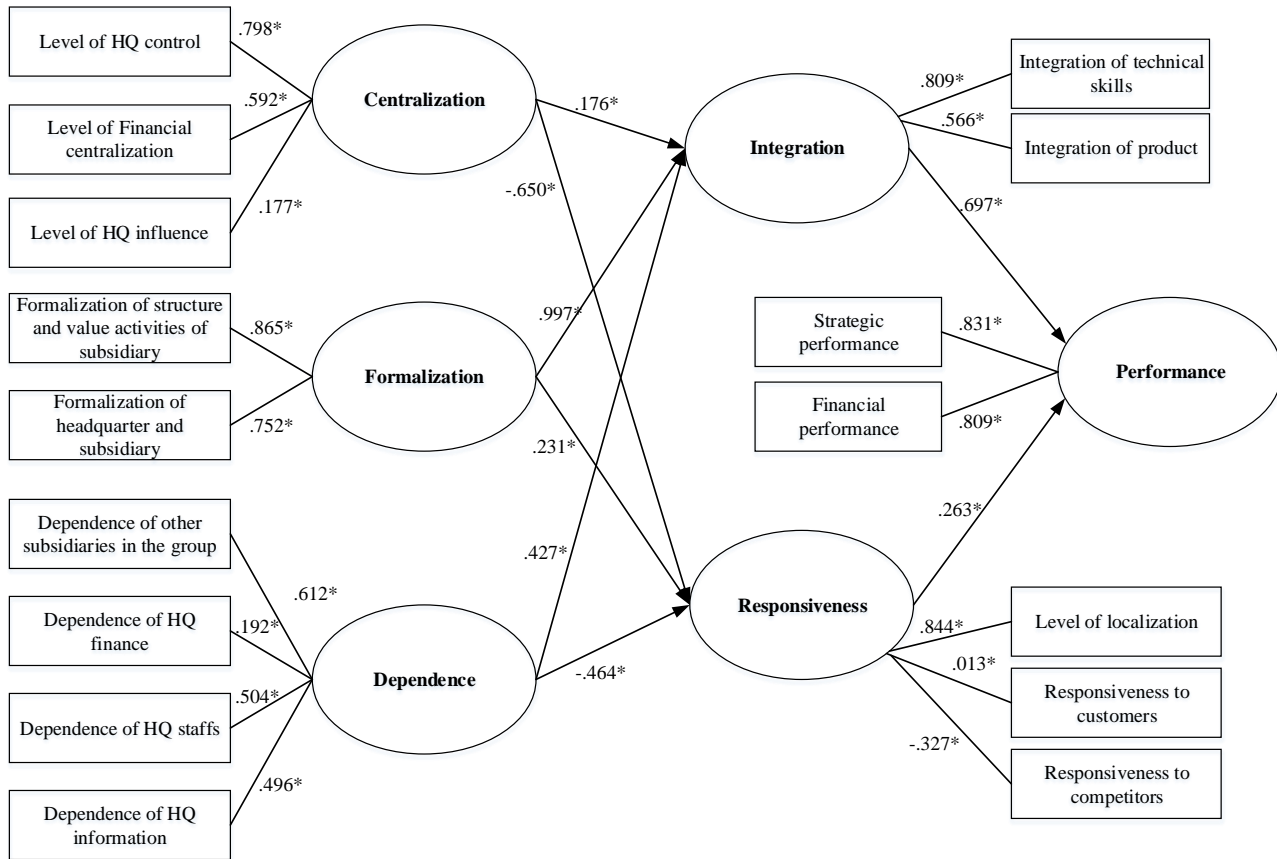 Level of HQ control
Level of Financial
centralization
Level of HQ influence
Formalization of structure
and value activities of
subsidiary
Formalization of
headquarter and
subsidiary
Dependence of other
subsidiaries in the group
Dependence of HQ
finance
Dependence of HQ staffs
Dependence of HQ
information
.798*
.592*
.177*
.865*
.752*
.612*
.192*
.504*
.496*
Centralization
Formalization
Dependence
.176*
-.650*
.997*
.231*
.427*
-.464*
Integration
Responsiveness
.809*
.566*
Integration of technical
skills
Integration of product
.697*
Strategic
performance
.831*
Financial
performance
.809*
Performance
.263*
.844*
.013*
-.327*
Level of localization
Responsiveness to
customers
Responsiveness to
competitors